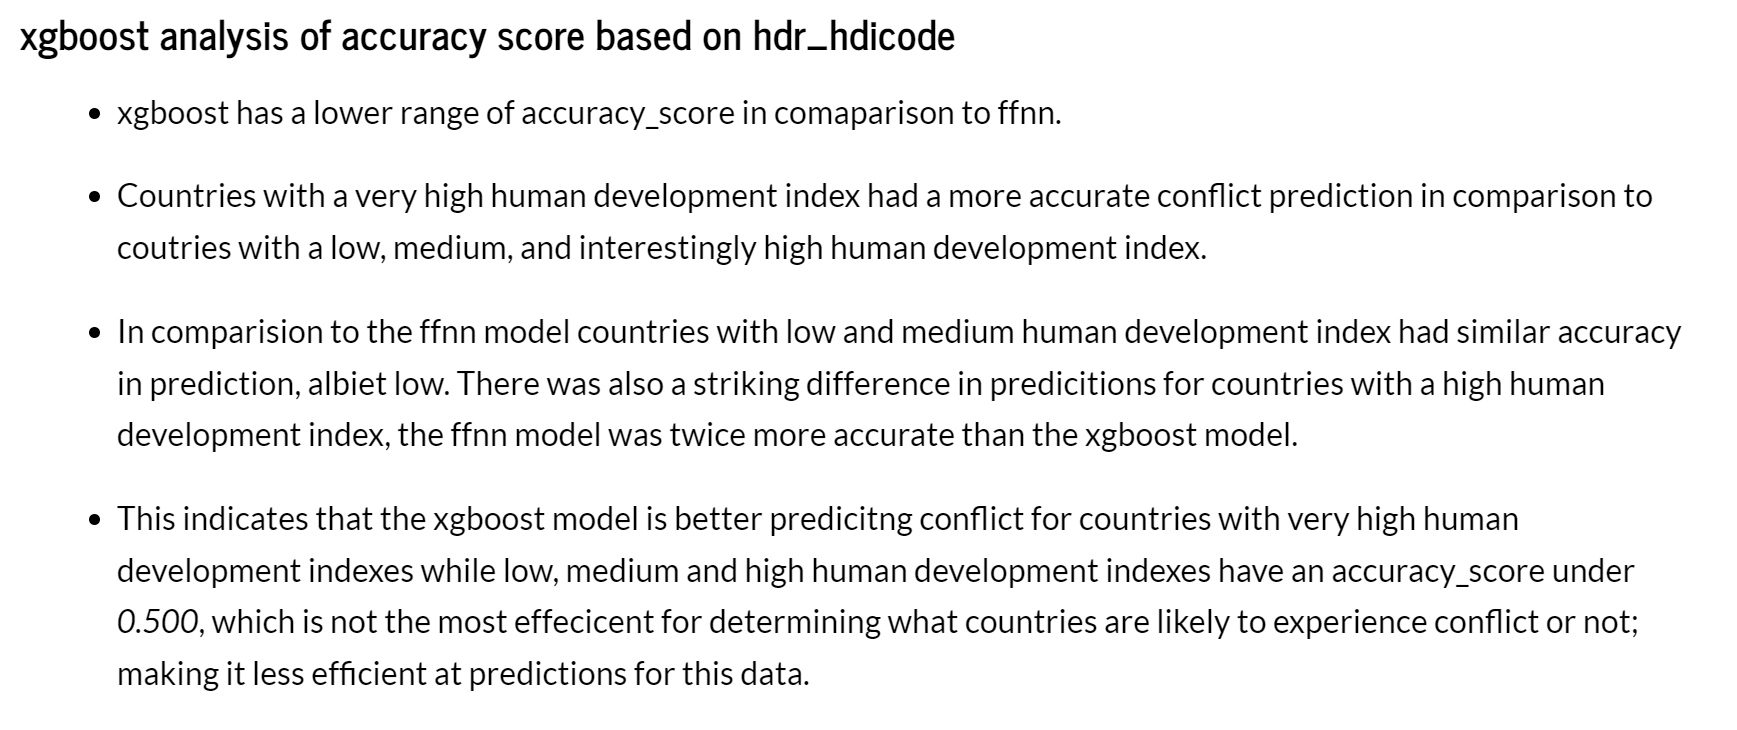 xgboost analysis of accuracy score based on hdr_hdicode
• xgboost has a lower range of accuracy_score in comaparison to ffnn.
• Countries with a very high human development index had a more accurate conflict prediction in comparison to
coutries with a low, medium, and interestingly high human development index.
• In comparision to the ffnn model countries with low and medium human development index had similar accuracy
in prediction, albiet low. There was also a striking difference in predicitions for countries with a high human
development index, the ffnn model was twice more accurate than the xgboost model.
• This indicates that the xgboost model is better predicitng conflict for countries with very high human
development indexes while low, medium and high human development indexes have an accuracy_score under
0.500, which is not the most effecicent for determining what countries are likely to experience conflict or not;
making it less efficient at predictions for this data.